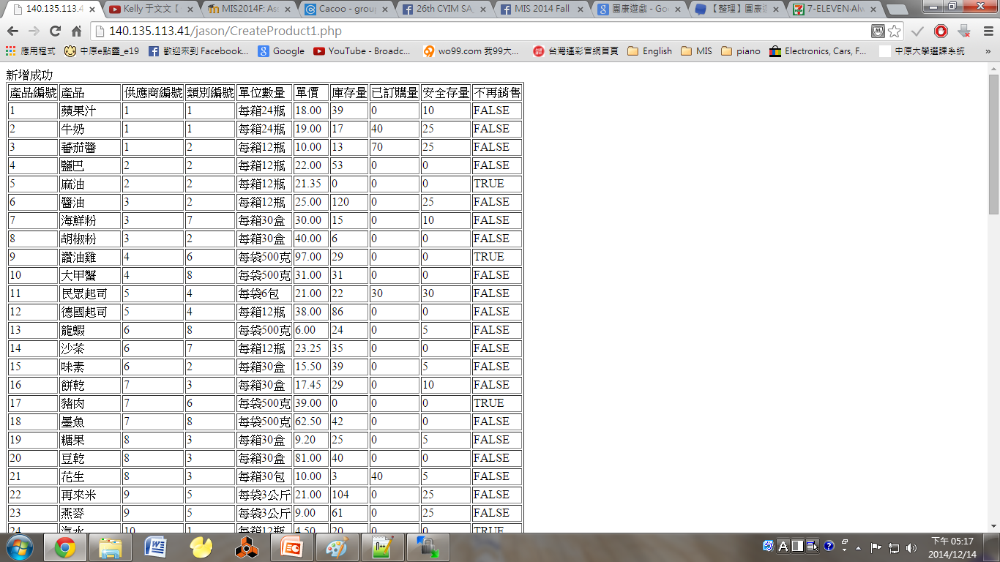 140.135.113.4
Kelly 于文文【
MIS2014F: Ass
Cacoo - group
26th CYIM SA
MIS 2014 Fall
團康遊戲 - Go
【整理】團康遊
7-ELEVEN-Alw
140.135.113.41/jason/CreateProduct1.php
應用程式 中原e點靈_e19 歡迎來到 Facebook... Google YouTube - Broadc... wo99.com 我99大... 台灣運彩官網首頁 English MIS piano Electronics, Cars, F... 中原大學選課系統 »
新增成功
產品編號 產品 供應商編號 類別編號 單位數量 單價 庫存量 已訂購量 安全存量 不再銷售
1 蘋果汁 1 1 每箱24瓶 18.00 39 0 10 FALSE
2 牛奶 1 1 每箱24瓶 19.00 17 40 25 FALSE
3 蕃茄醬 1 2 每箱12瓶 10.00 13 70 25 FALSE
4 鹽巴 2 2 每箱12瓶 22.00 53 0 0 FALSE
5 麻油 2 2 每箱12瓶 21.35 0 0 0 TRUE
6 醬油 3 2 每箱12瓶 25.00 120 0 25 FALSE
7 海鮮粉 3 7 每箱30盒 30.00 15 0 10 FALSE
8 胡椒粉 3 2 每箱30盒 40.00 6 0 0 FALSE
9 讚油雞 4 6 每袋500克 97.00 29 0 0 TRUE
10 大甲蟹 4 8 每袋500克 31.00 31 0 0 FALSE
11 民眾起司 5 4 每袋6包 21.00 22 30 30 FALSE
12 德國起司 5 4 每箱12瓶 38.00 86 0 0 FALSE
13 龍蝦 6 8 每袋500克 6.00 24 0 5 FALSE
14 沙茶 6 7 每箱12瓶 23.25 35 0 0 FALSE
15 味素 6 2 每箱30盒 15.50 39 0 5 FALSE
16 餅乾 7 3 每箱30盒 17.45 29 0 10 FALSE
17 豬肉 7 6 每袋500克 39.00 0 0 0 TRUE
18 墨魚 7 8 每袋500克 62.50 42 0 0 FALSE
19 糖果 8 3 每箱30盒 9.20 25 0 5 FALSE
20 豆乾 8 3 每箱30盒 81.00 40 0 0 FALSE
21 花生 8 3 每箱30包 10.00 3 40 5 FALSE
22 再來米 9 5 每袋3公斤 21.00 104 0 25 FALSE
23 燕麥 9 5 每袋3公斤 9.00 61 0 25 FALSE
24 汽水 10 1 每箱12瓶 4.50 20 0 0 TRUE
下午 05:17
2014/12/14